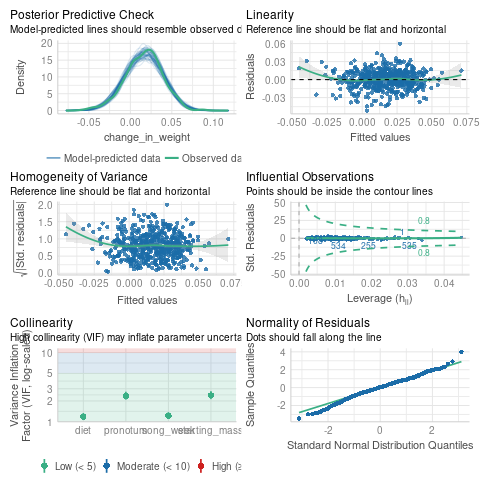 Posterior Predictive Check
Model-predicted lines should resemble observed d
Density
20
15
10
5
0
-0.05
0.00
0.05
0.10
change_in_weight
Model-predicted data
Observed da
Linearity
Reference line should be flat and horizontal
Residuals
0.06
0.03
0.00
-0.03
-0.050
-0.025
0.000
0.025
0.050
0.075
Fitted values
Homogeneity of Variance
Reference line should be flat and horizontal
√|Std. residuals|
2.0
1.5
1.0
0.5
0.0
-0.050
-0.025
0.000
0.025
0.050
0.07
Fitted values
Influential Observations
Points should be inside the contour lines
Std. Residuals
50
25
0
-25
-50
0.8
0.8
534
255
535
0.00
0.01
0.02
0.03
0.04
Leverage (hᵢᵢ)
Collinearity
High collinearity (VIF) may inflate parameter uncerta
Variance Inflation
Factor (VIF, log-scaled)
10
5
3
2
1
diet
pronotum
song_week
starting_mass
Low (< 5)
Moderate (< 10)
High (≥
Normality of Residuals
Dots should fall along the line
Sample Quantiles
4
2
0
-2
-2
0
2
Standard Normal Distribution Quantiles